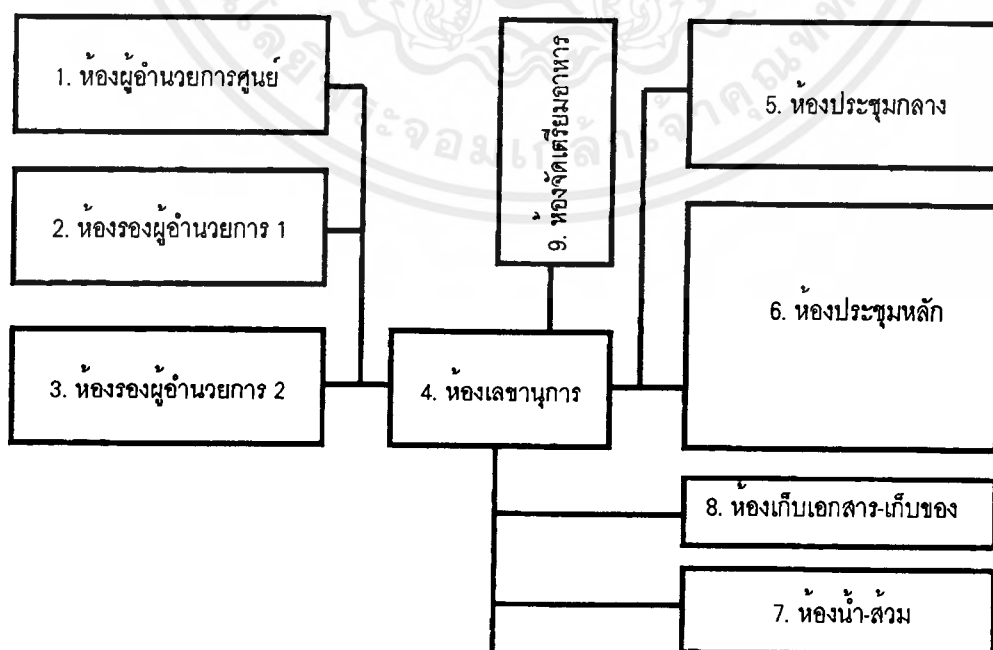 1. ห้องผู้อำนวยการศูนย์
2. ห้องรองผู้อำนวยการ 1
3. ห้องรองผู้อำนวยการ 2
9. ห้องจัดเตรียมอาหาร
4. ห้องเลขานุการ
5. ห้องประชุมกลาง
6. ห้องประชุมหลัก
8. ห้องเก็บเอกสาร-เก็บของ
7. ห้องน้ำ-ส้วม